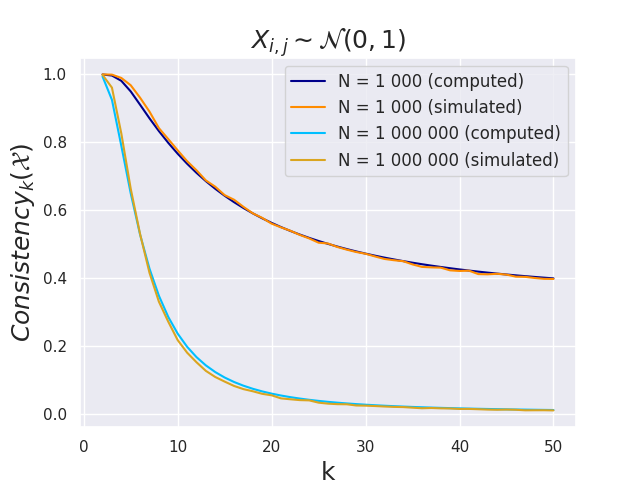 X_{i,j} ~ 𝒩(0, 1)
1.0
0.8
0.6
0.4
0.2
0.0
Consistency_k(𝒳)
N = 1 000 (computed)
N = 1 000 (simulated)
N = 1 000 000 (computed)
N = 1 000 000 (simulated)
0 10 20 30 40 50
k